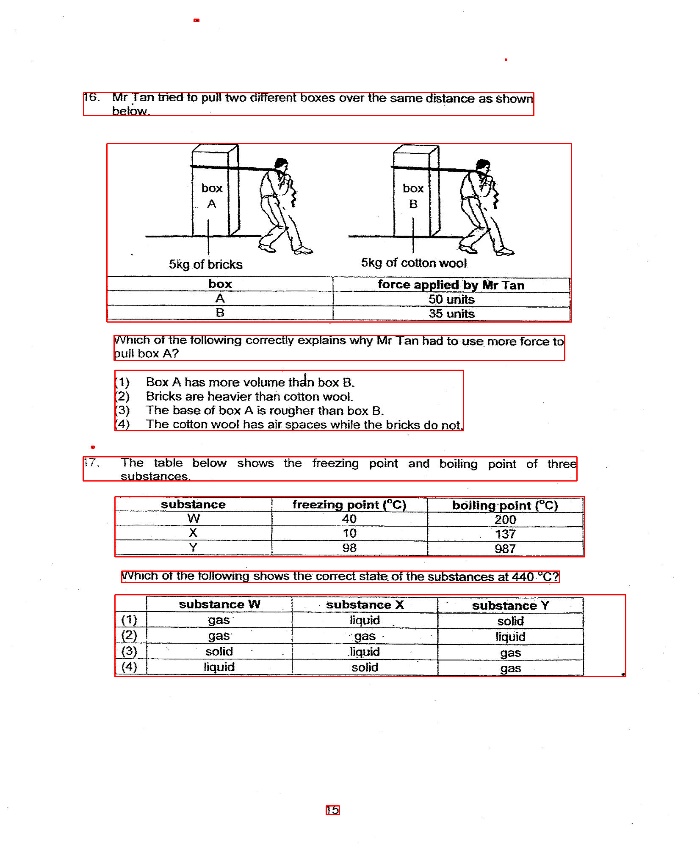 16. Mr Tan tried to pull two different boxes over the same distance as shown
below.
box box
A B
5kg of bricks 5kg of cotton wool
box force applied by Mr Tan
A 50 units
B 35 units
Which of the following correctly explains why Mr Tan had to use more force to
pull box A?
(1) Box A has more volume than box B.
(2) Bricks are heavier than cotton wool.
(3) The base of box A is rougher than box B.
(4) The cotton wool has air spaces while the bricks do not.
17. The table below shows the freezing point and boiling point of three
substances.
substance freezing point (°C) boiling point (°C)
W 40 200
X 10 137
Y 98 987
Which of the following shows the correct state of the substances at 440 °C?
substance W substance X substance Y
(1) gas liquid solid
(2) gas gas liquid
(3) solid liquid gas
(4) liquid solid gas
15